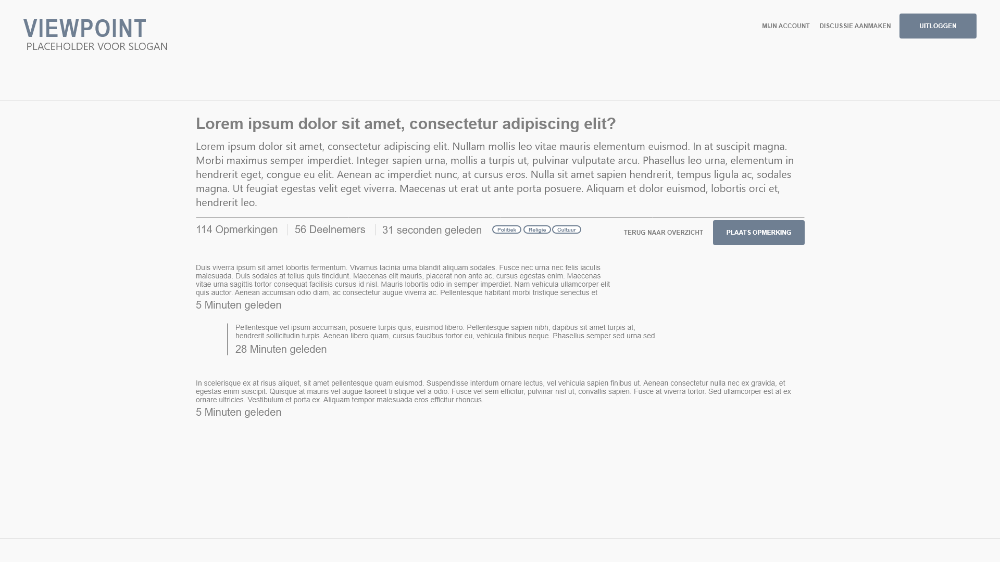 VIEWPOINT
PLACEHOLDER VOOR SLOGAN
MIJN ACCOUNT DISCUSSIE AANMAKEN UITLOGGEN
Lorem ipsum dolor sit amet, consectetur adipiscing elit?
Lorem ipsum dolor sit amet, consectetur adipiscing elit. Nullam mollis leo vitae mauris elementum euismod. In at suscipit magna.
Morbi maximus semper imperdiet. Integer sapien urna, mollis a turpis ut, pulvinar vulputate arcu. Phasellus leo urna, elementum in
hendrerit eget, congue eu elit. Aenean ac imperdiet nunc, at cursus eros. Nulla sit amet sapien hendrerit, tempus ligula ac, sodales
magna. Ut feugiat egestas velit eget viverra. Maecenas ut erat ut ante porta posuere. Aliquam et dolor euismod, lobortis orci et,
hendrerit leo.
114 Opmerkingen 56 Deelnemers 31 seconden geleden Politiek Religie Cultuur TERUG NAAR OVERZICHT PLAATS OPMERKING
Duis viverra ipsum sit amet lobortis fermentum. Vivamus lacinia urna blandit aliquam sodales. Fusce nec urna nec felis iaculis
malesuada. Duis sodales at tellus quis tincidunt. Maecenas elit mauris, placerat non ante ac, cursus egestas enim. Maecenas
vitae urna sagittis tortor consequat facilisis cursus id nisl. Mauris lobortis odio in semper imperdiet. Nam vehicula ullamcorper elit
quis auctor. Aenean accumsan odio diam, ac consectetur augue viverra ac. Pellentesque habitant morbi tristique senectus et
5 Minuten geleden
Pellentesque vel ipsum accumsan, posuere turpis quis, euismod libero. Pellentesque sapien nibh, dapibus sit amet turpis at,
hendrerit sollicitudin turpis. Aenean libero quam, cursus faucibus tortor eu, vehicula finibus neque. Phasellus semper sed urna sed
28 Minuten geleden
In scelerisque ex at risus aliquet, sit amet pellentesque quam euismod. Suspendisse interdum ornare lectus, vel vehicula sapien finibus ut. Aenean consectetur nulla nec ex gravida, et
egestas enim suscipit. Quisque at mauris vel augue laoreet tristique vel a odio. Fusce vel sem efficitur, pulvinar nisl ut, convallis sapien. Fusce at viverra tortor. Sed ullamcorper est at ex
ornare ultricies. Vestibulum et porta ex. Aliquam tempor malesuada eros efficitur rhoncus.
5 Minuten geleden